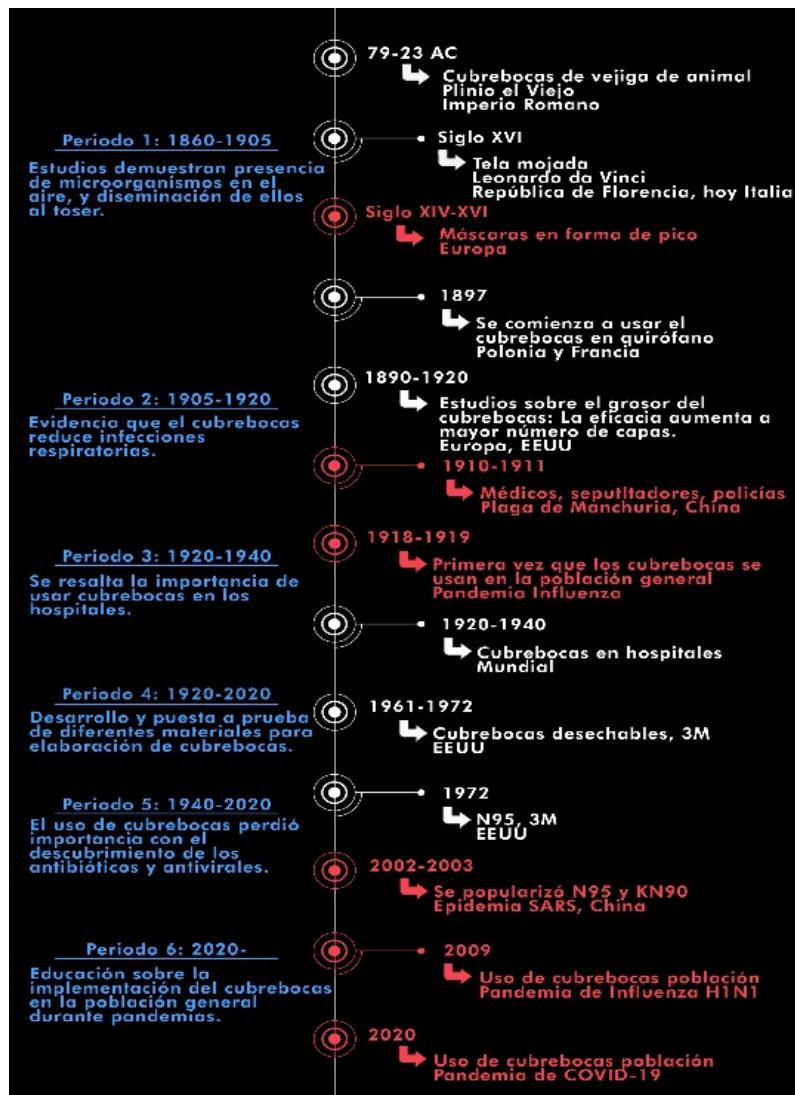 79-23 AC
Cubrebocas de vejiga de animal
Plinio el Viejo
Imperio Romano
Periodo 1: 1860-1905
Estudios demuestran presencia
de microorganismos en el
aire, y diseminación de ellos
al toser.
Siglo XVI
Tela mojada
Leonardo da Vinci
República de Florencia, hoy Italia
Siglo XIV-XVI
Máscaras en forma de pico
Europa
1897
Se comienza a usar el
cubrebocas en quirófano
Polonia y Francia
Periodo 2: 1905-1920
Evidencia que el cubrebocas
reduce infecciones
respiratorias.
1890-1920
Estudios sobre el grosor del
cubrebocas: La eficacia aumenta a
mayor número de capas.
Europa, EEUU
1910-1911
Médicos, seputltadores, policías
Plaga de Manchuria, China
Periodo 3: 1920-1940
Se resalta la importancia de
usar cubrebocas en los
hospitales.
1918-1919
Primera vez que los cubrebocas se
usan en la población general
Pandemia Influenza
1920-1940
Cubrebocas en hospitales
Mundial
Periodo 4: 1920-2020
Desarrollo y puesta a prueba
de diferentes materiales para
elaboración de cubrebocas.
1961-1972
Cubrebocas desechables, 3M
EEUU
Periodo 5: 1940-2020
El uso de cubrebocas perdió
importancia con el
descubrimiento de los
antibióticos y antivirales.
1972
N95, 3M
EEUU
2002-2003
Se popularizó N95 y KN90
Epidemia SARS, China
Periodo 6: 2020-
Educación sobre la
implementación del cubrebocas
en la población general
durante pandemias.
2009
Uso de cubrebocas población
Pandemia de Influenza H1N1
2020
Uso de cubrebocas población
Pandemia de COVID-19